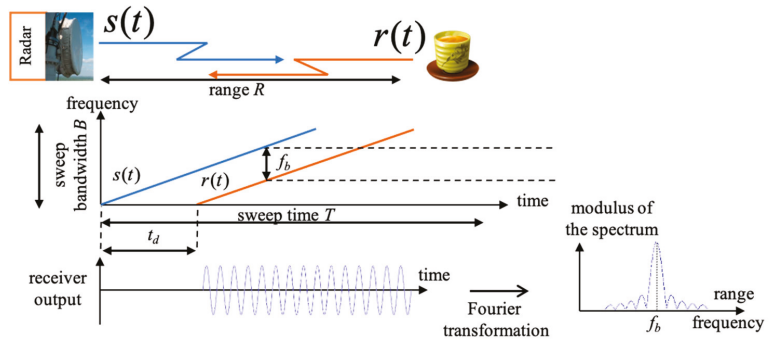 Radar
s(t)
r(t)
range R
frequency
sweep
bandwidth B
s(t)
r(t)
f_b
time
sweep time T
t_d
receiver
output
time
Fourier
transformation
modulus of
the spectrum
range
f_b
frequency